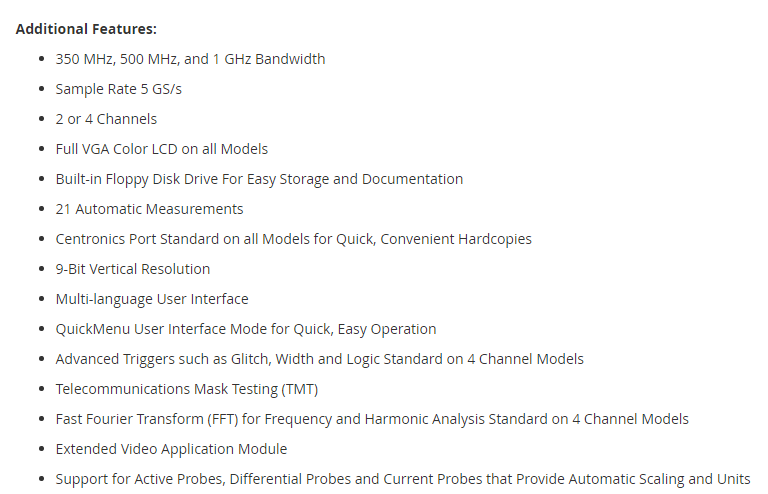 Additional Features:
350 MHz, 500 MHz, and 1 GHz Bandwidth
Sample Rate 5 GS/s
2 or 4 Channels
Full VGA Color LCD on all Models
Built-in Floppy Disk Drive For Easy Storage and Documentation
21 Automatic Measurements
Centronics Port Standard on all Models for Quick, Convenient Hardcopies
9-Bit Vertical Resolution
Multi-language User Interface
QuickMenu User Interface Mode for Quick, Easy Operation
Advanced Triggers such as Glitch, Width and Logic Standard on 4 Channel Models
Telecommunications Mask Testing (TMT)
Fast Fourier Transform (FFT) for Frequency and Harmonic Analysis Standard on 4 Channel Models
Extended Video Application Module
Support for Active Probes, Differential Probes and Current Probes that Provide Automatic Scaling and Units